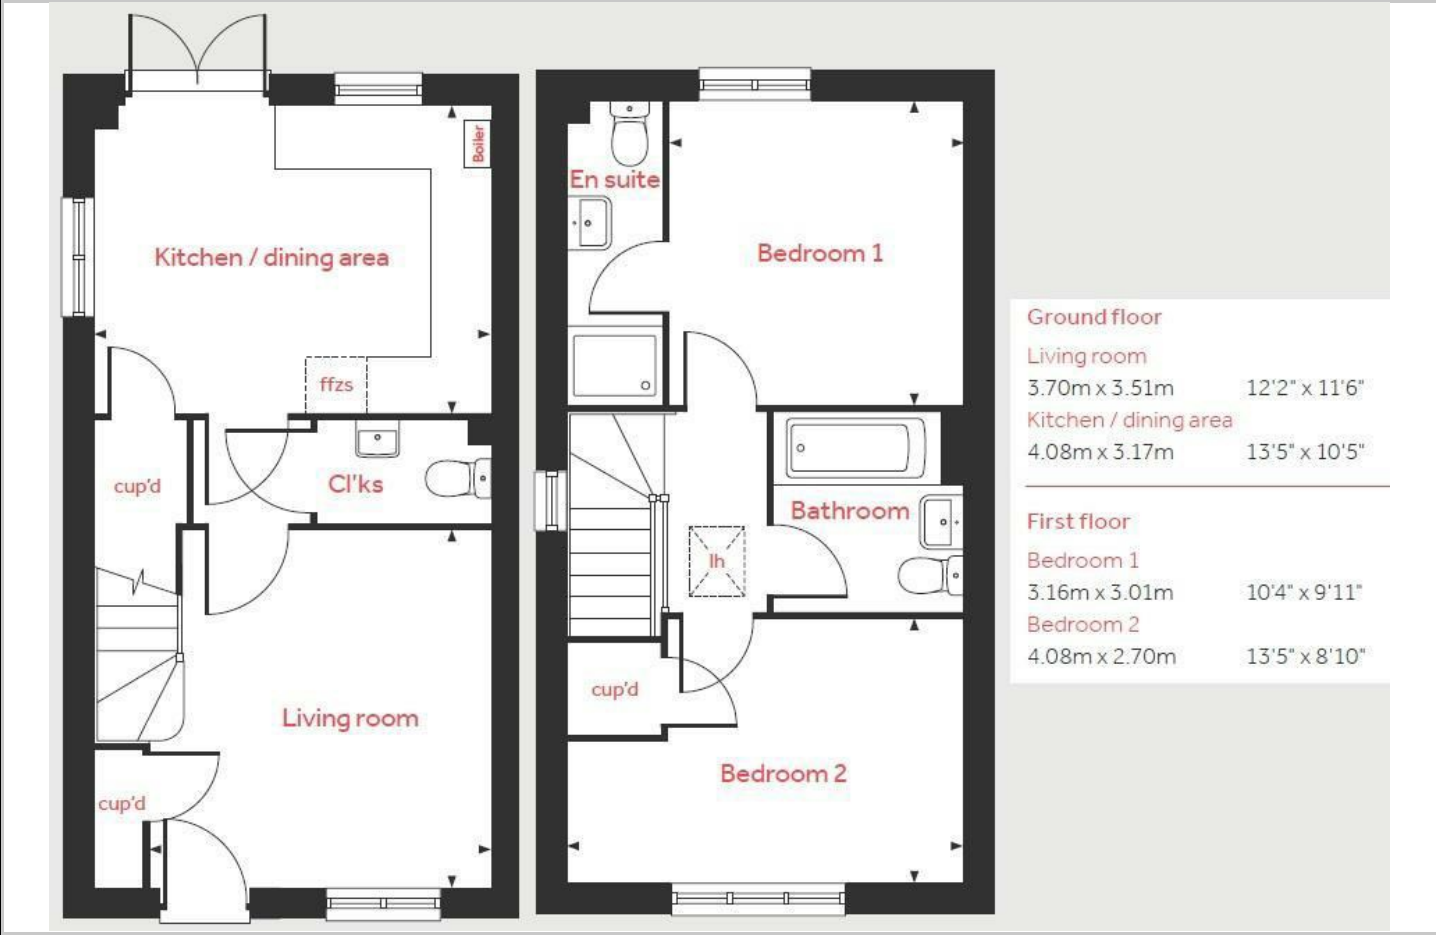 Boiler
Kitchen / dining area
ffzs
cup'd
Cl'ks
Living room
cup'd
En suite
Bedroom 1
Bathroom
lh
cup'd
Bedroom 2
Ground floor
Living room
3.70m x 3.51m 12'2" x 11'6"
Kitchen / dining area
4.08m x 3.17m 13'5" x 10'5"
First floor
Bedroom 1
3.16m x 3.01m 10'4" x 9'11"
Bedroom 2
4.08m x 2.70m 13'5" x 8'10"